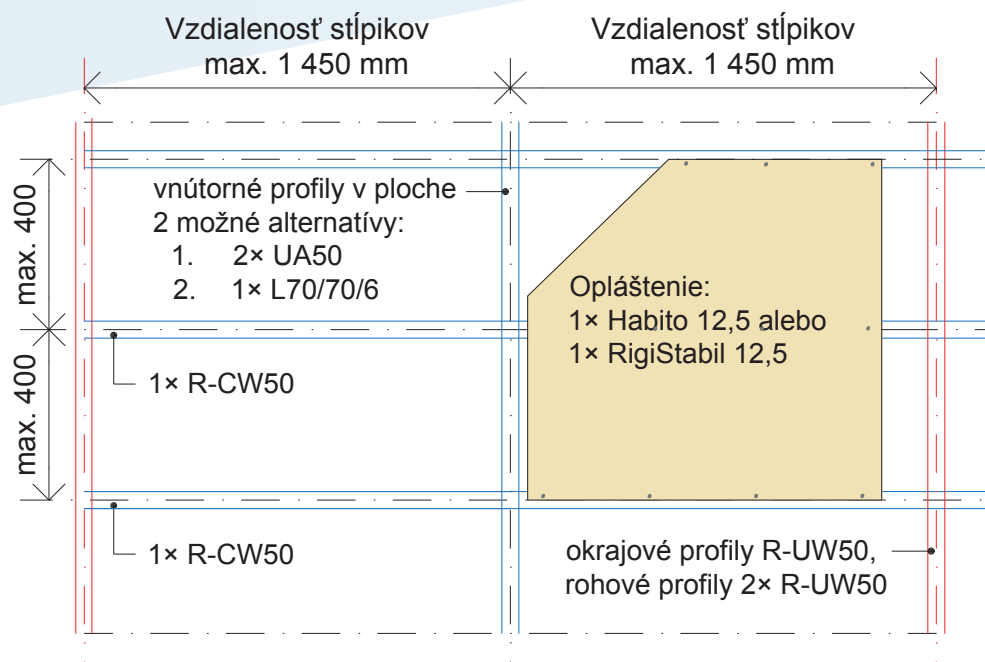 Vzdialenosť stĺpikov
max. 1 450 mm
Vzdialenosť stĺpikov
max. 1 450 mm
max. 400
max. 400
vnútorné profily v ploche
2 možné alternatívy:
1. 2× UA50
2. 1× L70/70/6
Opláštenie:
1× Habito 12,5 alebo
1× RigiStabil 12,5
1× R-CW50
1× R-CW50
okrajové profily R-UW50,
rohové profily 2× R-UW50